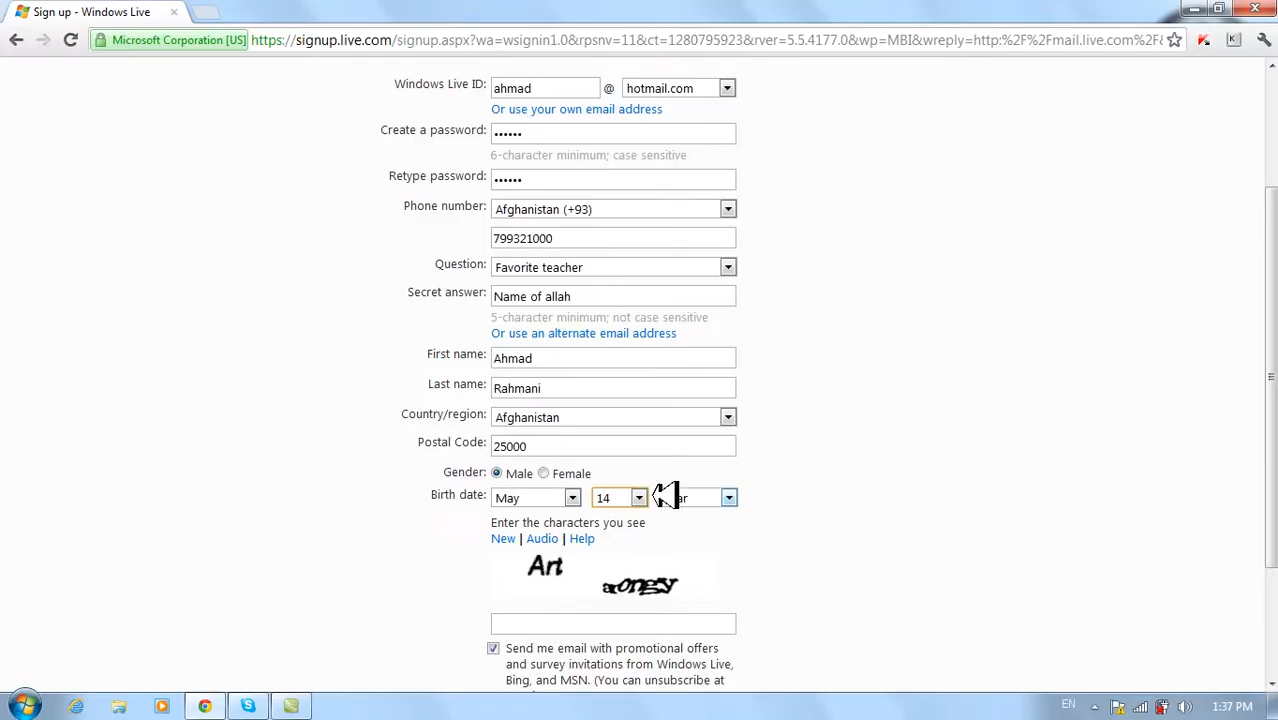 Sign up - Windows Live
Microsoft Corporation [US] https://signup.live.com/signup.aspx?wa=wsignin1.0&rpsnv=11&ct=1280795923&rver=5.5.4177.0&wp=MBI&wreply=http:%2F%2Fmail.live.com%2F
Windows Live ID: ahmad @ hotmail.com
Or use your own email address
Create a password: ••••••
6-character minimum; case sensitive
Retype password: ••••••
Phone number: Afghanistan (+93)
799321000
Question: Favorite teacher
Secret answer: Name of allah
5-character minimum; not case sensitive
Or use an alternate email address
First name: Ahmad
Last name: Rahmani
Country/region: Afghanistan
Postal Code: 25000
Gender: Male Female
Birth date: May 14
Enter the characters you see
New | Audio | Help
Art
Send me email with promotional offers
and survey invitations from Windows Live,
Bing, and MSN. (You can unsubscribe at
EN 1:37 PM